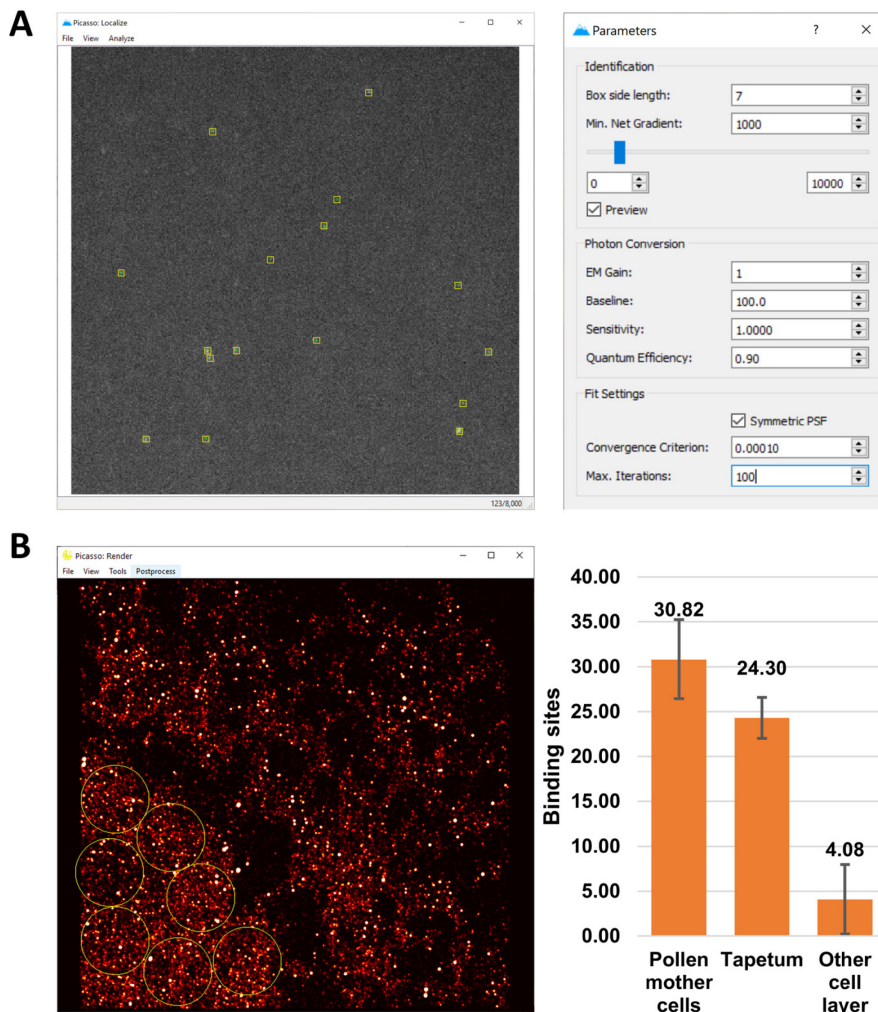 A
Picasso: Localize
File View Analyze
123/8,000
Parameters ? ×
Identification
Box side length: 7
Min. Net Gradient: 1000
0 10000
Preview
Photon Conversion
EM Gain: 1
Baseline: 100.0
Sensitivity: 1.0000
Quantum Efficiency: 0.90
Fit Settings
Symmetric PSF
Convergence Criterion: 0.00010
Max. Iterations: 100
B
Picasso: Render
File View Tools Postprocess
Binding sites
40.00
35.00
30.00
25.00
20.00
15.00
10.00
5.00
0.00
30.82
24.30
4.08
Pollen mother cells
Tapetum
Other cell layer